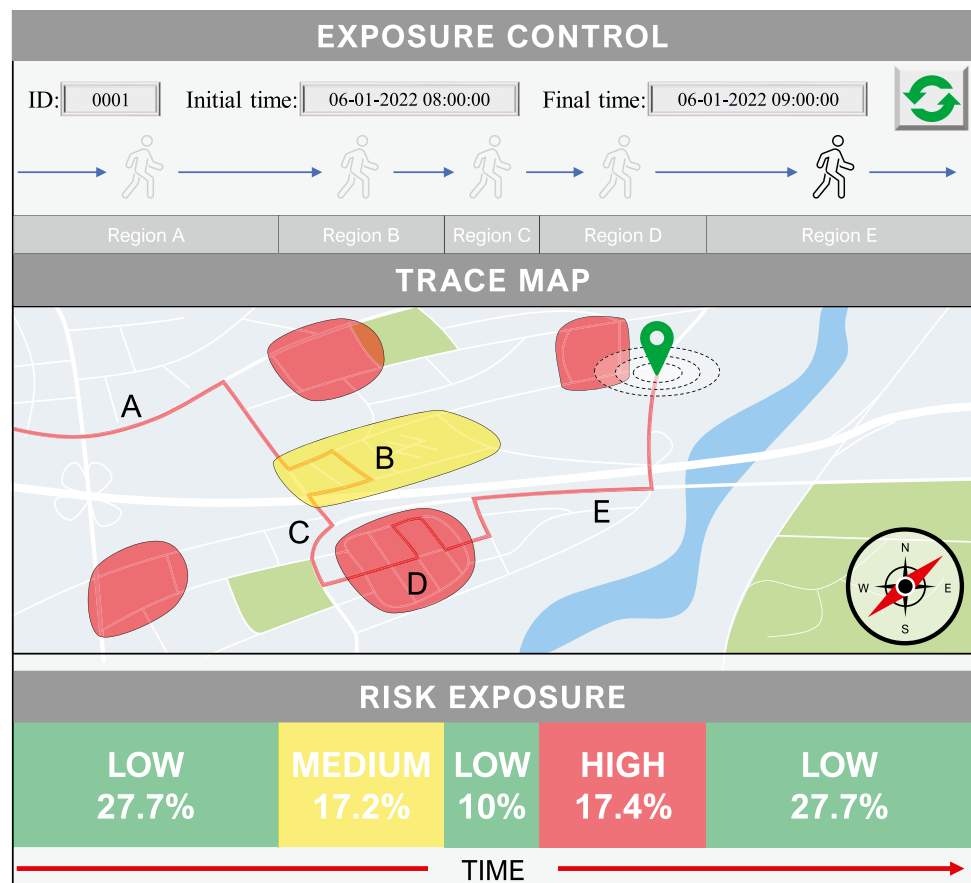 EXPOSURE CONTROL
ID: 0001 Initial time: 06-01-2022 08:00:00 Final time: 06-01-2022 09:00:00
Region A Region B Region C Region D Region E
TRACE MAP
A
B
C
D
E
N
W E
S
RISK EXPOSURE
LOW MEDIUM LOW HIGH LOW
27.7% 17.2% 10% 17.4% 27.7%
TIME